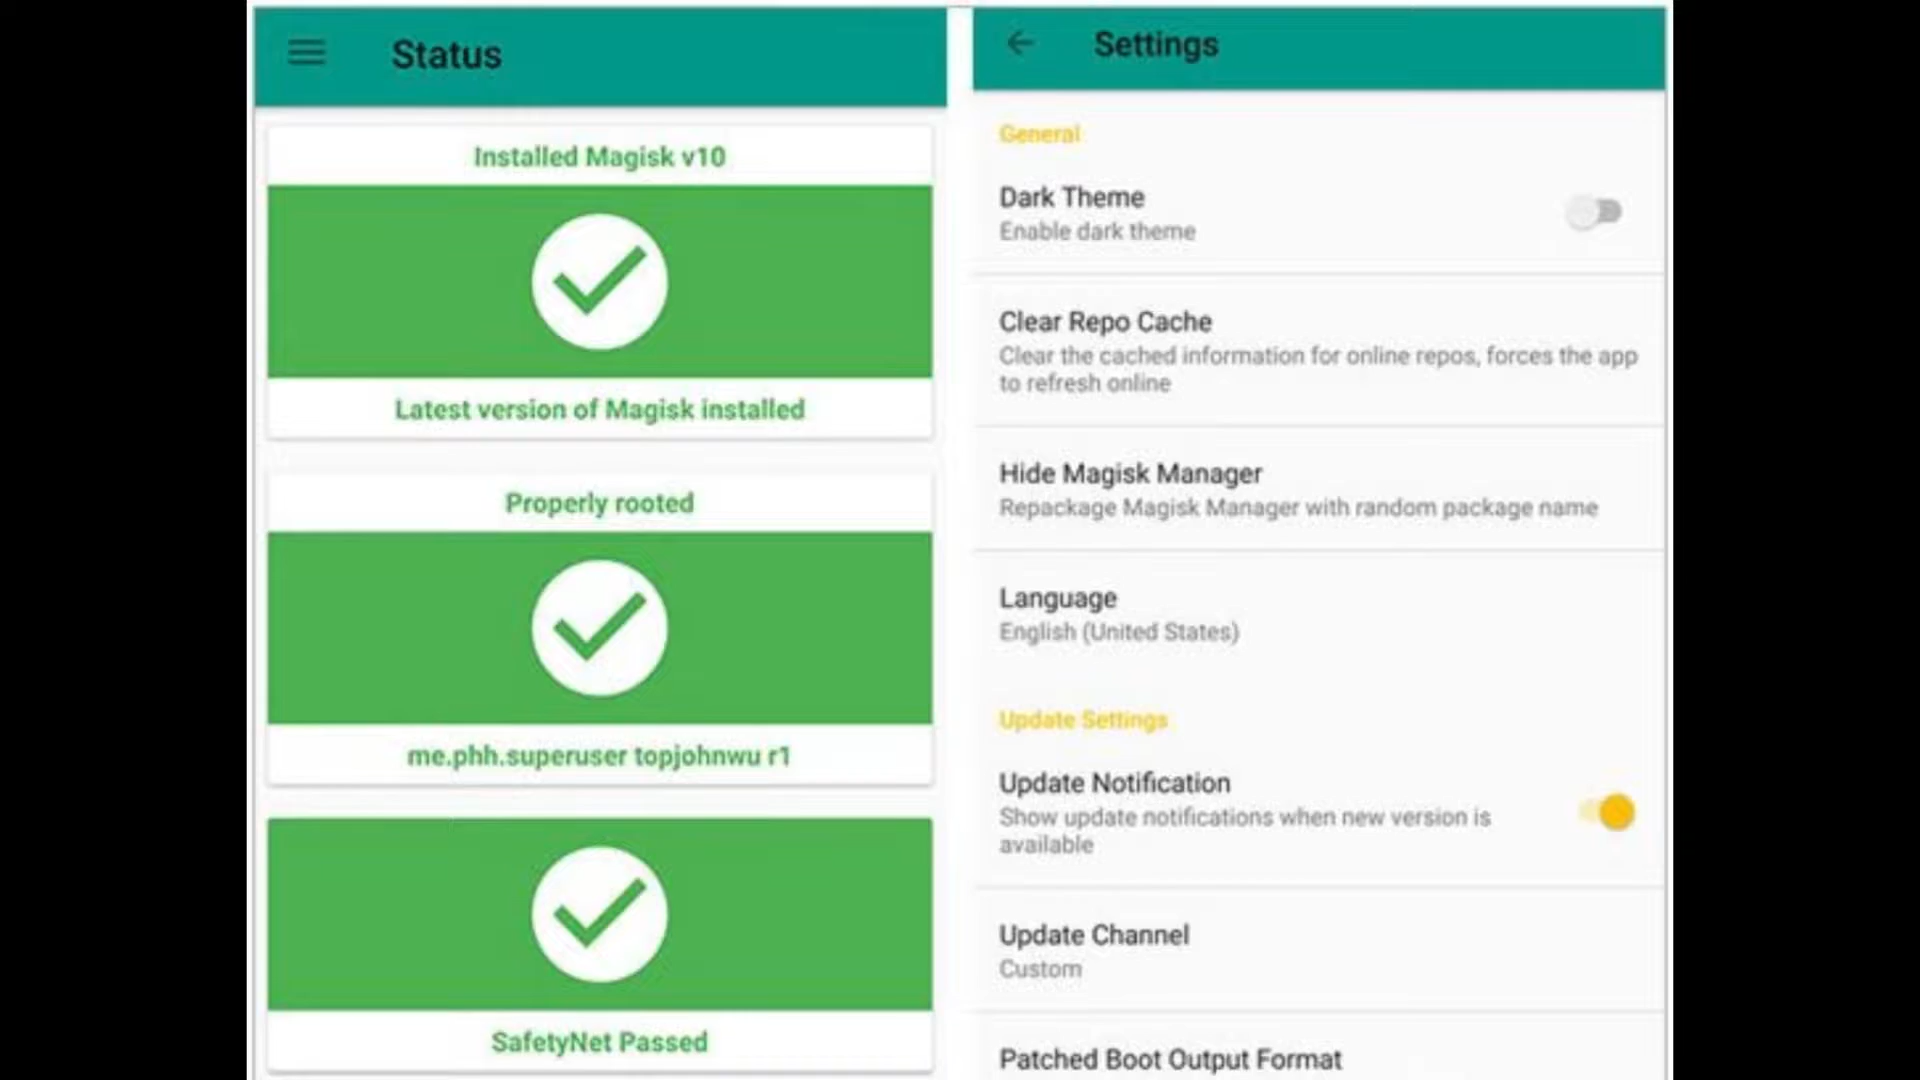 Status
Installed Magisk v10
Latest version of Magisk installed
Properly rooted
me.phh.superuser topjohnwu r1
SafetyNet Passed
Settings
General
Dark Theme
Enable dark theme
Clear Repo Cache
Clear the cached information for online repos, forces the app
to refresh online
Hide Magisk Manager
Repackage Magisk Manager with random package name
Language
English (United States)
Update Settings
Update Notification
Show update notifications when new version is
available
Update Channel
Custom
Patched Boot Output Format